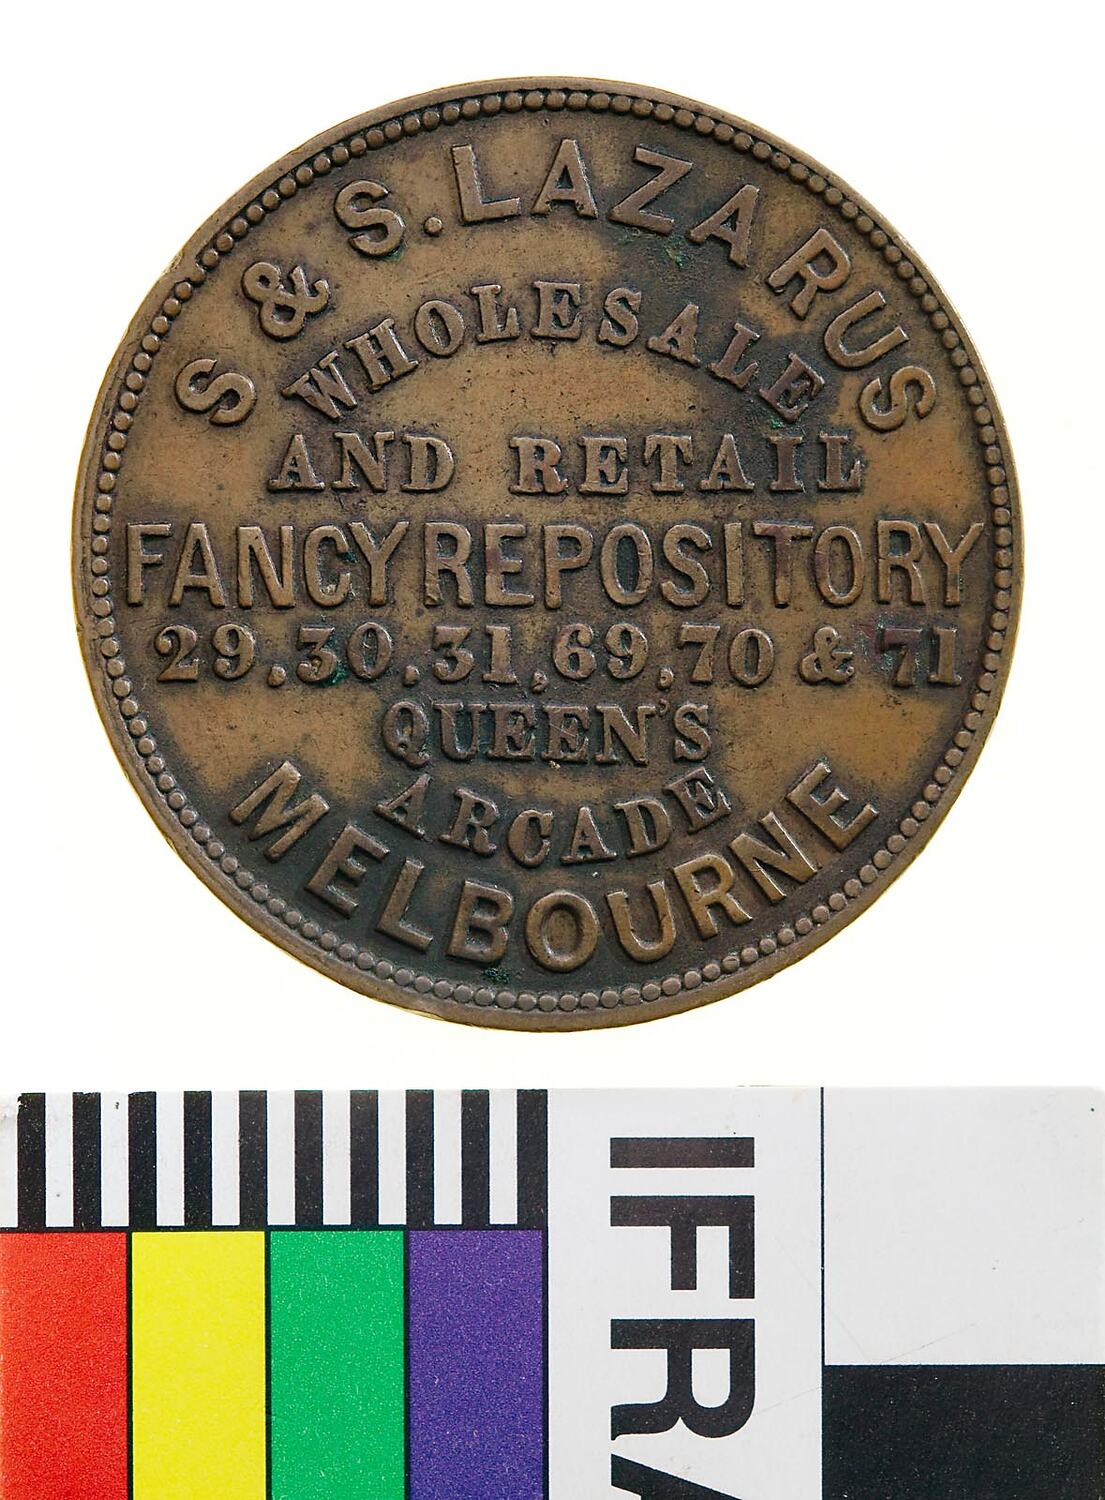 S & S. LAZARUS
WHOLESALE
AND RETAIL
FANCY REPOSITORY
29, 30, 31, 69, 70 & 71
QUEEN'S
ARCADE
MELBOURNE
IFRA